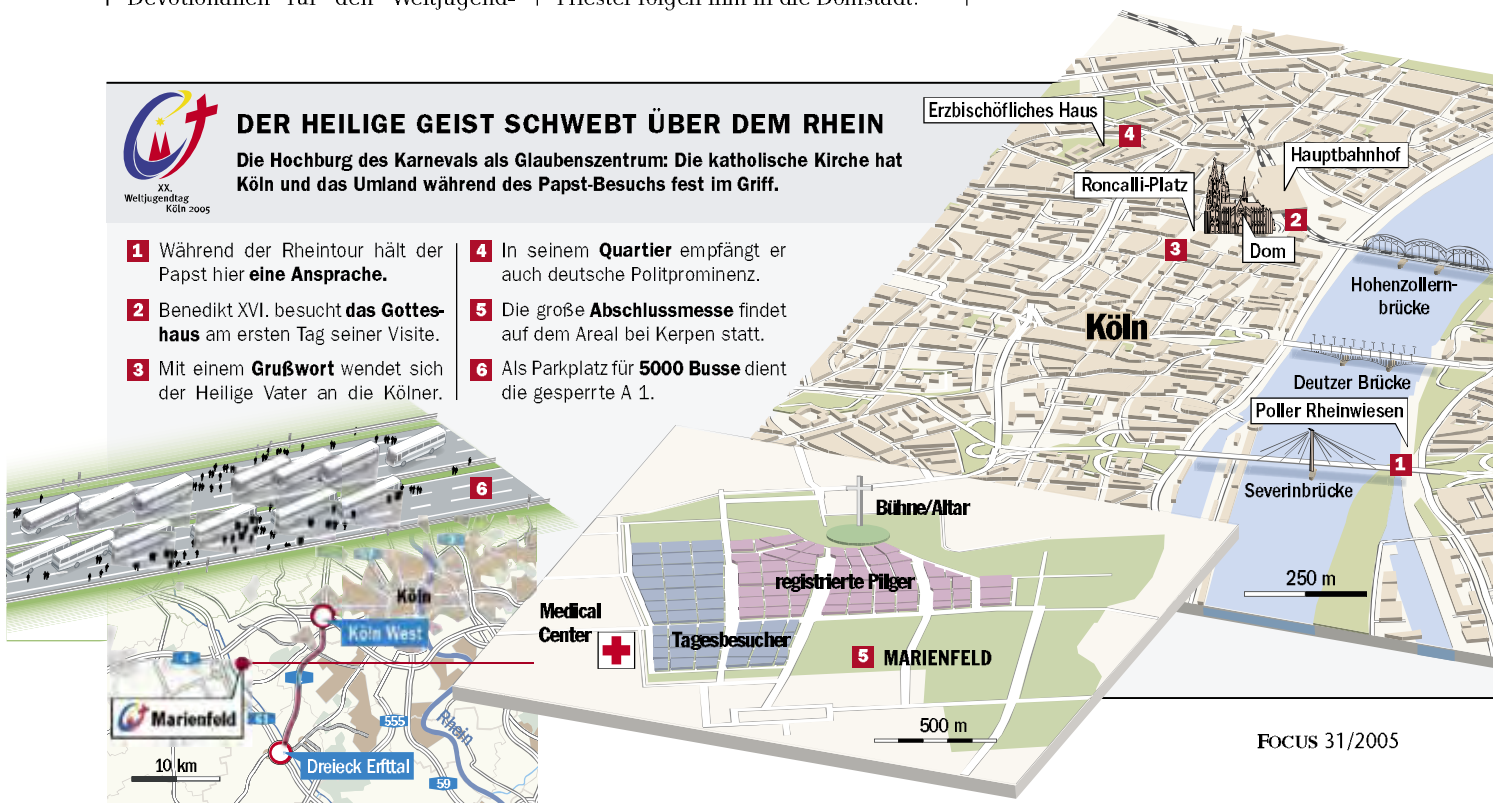 Devotionalien für den Weltjugend-
Priester folgen ihm in die Domstadt.
XX.
Weltjugendtag
Köln 2005
DER HEILIGE GEIST SCHWEBT ÜBER DEM RHEIN
Die Hochburg des Karnevals als Glaubenszentrum: Die katholische Kirche hat
Köln und das Umland während des Papst-Besuchs fest im Griff.
1 Während der Rheintour hält der
Papst hier eine Ansprache.
2 Benedikt XVI. besucht das Gottes-
haus am ersten Tag seiner Visite.
3 Mit einem Grußwort wendet sich
der Heilige Vater an die Kölner.
4 In seinem Quartier empfängt er
auch deutsche Politprominenz.
5 Die große Abschlussmesse findet
auf dem Areal bei Kerpen statt.
6 Als Parkplatz für 5000 Busse dient
die gesperrte A 1.
Erzbischöfliches Haus
4
Hauptbahnhof
Roncalli-Platz
2
3
Dom
Hohenzollern-
brücke
Köln
Deutzer Brücke
Poller Rheinwiesen
1
Severinbrücke
250 m
6
Bühne/Altar
registrierte Pilger
Medical
Center
Tagesbesucher
5 MARIENFELD
500 m
Köln
Köln West
4
1
Marienfeld
61
555
Rhein
Dreieck Erfttal
59
10 km
FOCUS 31/2005